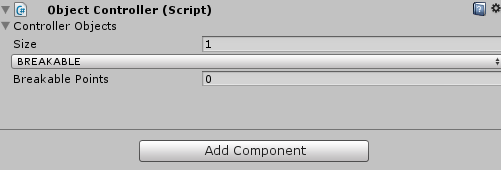 Object Controller (Script)
Controller Objects
Size 1
BREAKABLE
Breakable Points 0
Add Component